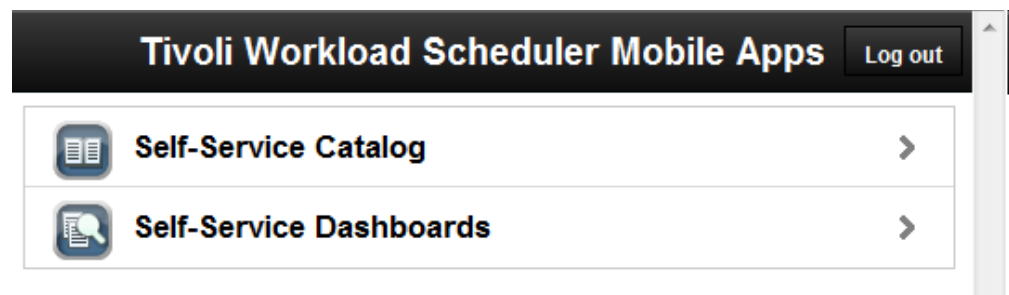 Tivoli Workload Scheduler Mobile Apps Log out
Self-Service Catalog
Self-Service Dashboards